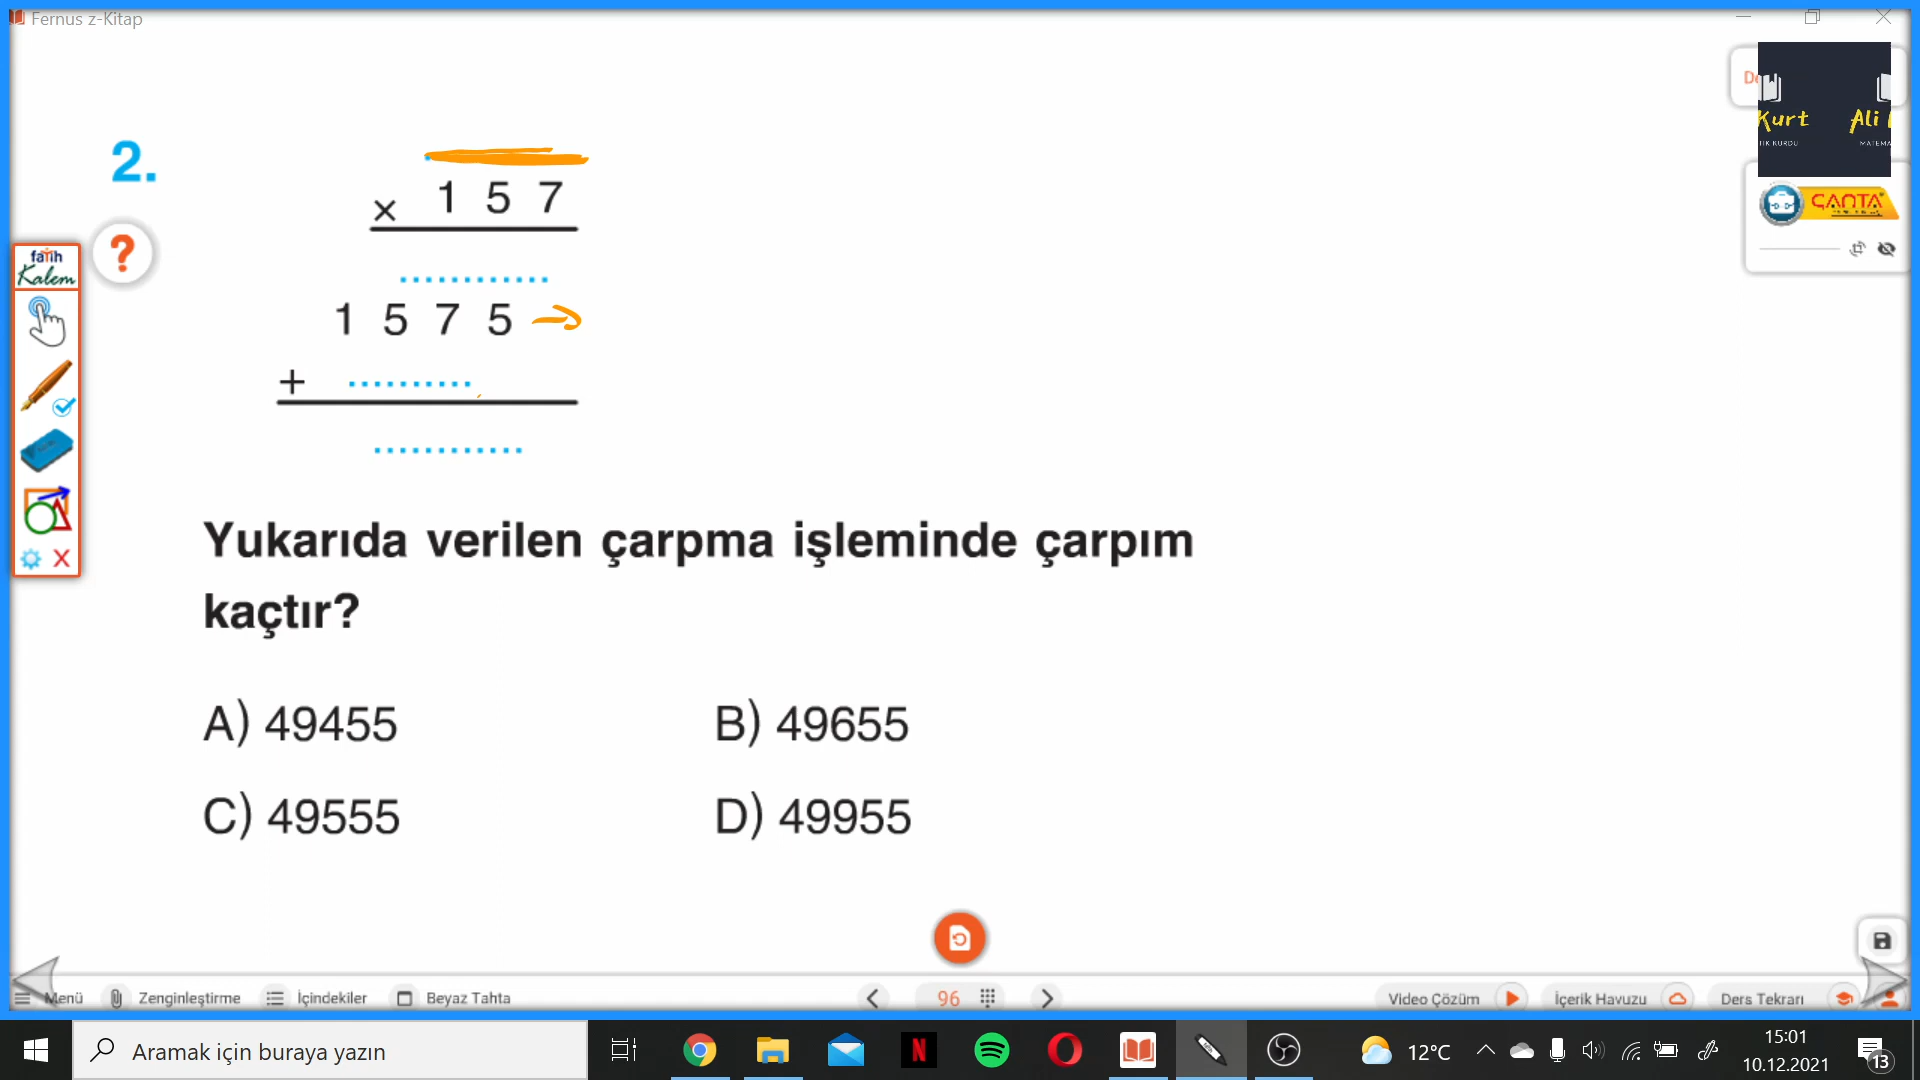 Fernus z-Kitap
Kurt Ali
MATEMA
2.
× 1 5 7
............
1 5 7 5
+ ..........
............
Yukarıda verilen çarpma işleminde çarpım
kaçtır?
A) 49455
B) 49655
C) 49555
D) 49955
fatih
Kalem
ÇANTA
Menü
Zenginleştirme
İçindekiler
Beyaz Tahta
96
Video Çözüm
İçerik Havuzu
Ders Tekrarı
Aramak için buraya yazın
12°C
15:01
10.12.2021
13